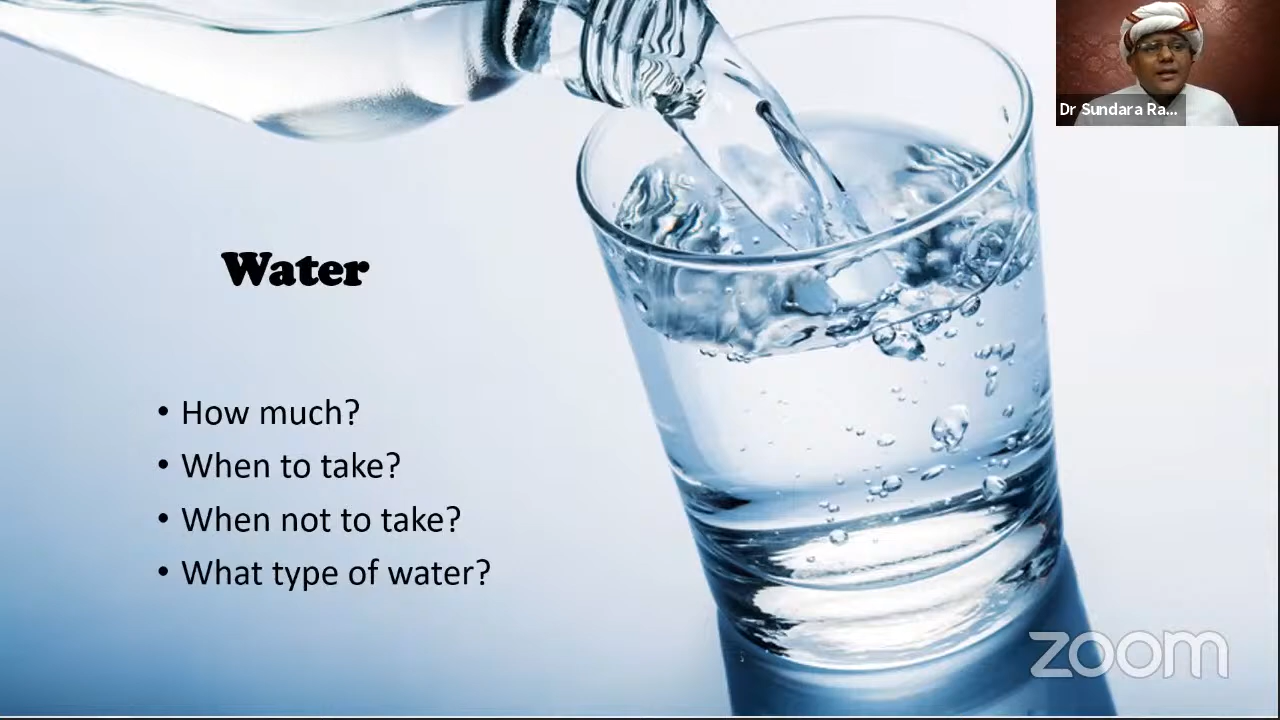 Dr Sundara Ra...
Water
• How much?
• When to take?
• When not to take?
• What type of water?
zoom